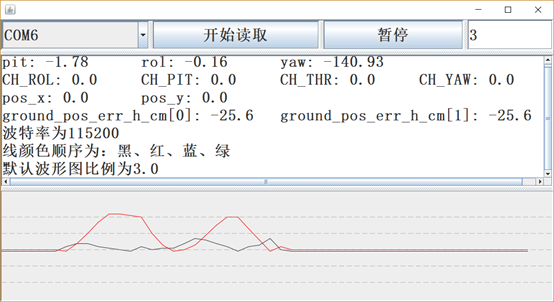 COM6 开始读取 暂停 3
pit: -1.78 rol: -0.16 yaw: -140.93
CH_ROL: 0.0 CH_PIT: 0.0 CH_THR: 0.0 CH_YAW: 0.0
pos_x: 0.0 pos_y: 0.0
ground_pos_err_h_cm[0]: -25.6 ground_pos_err_h_cm[1]: -25.6
波特率为115200
线颜色顺序为：黑、红、蓝、绿
默认波形图比例为3.0